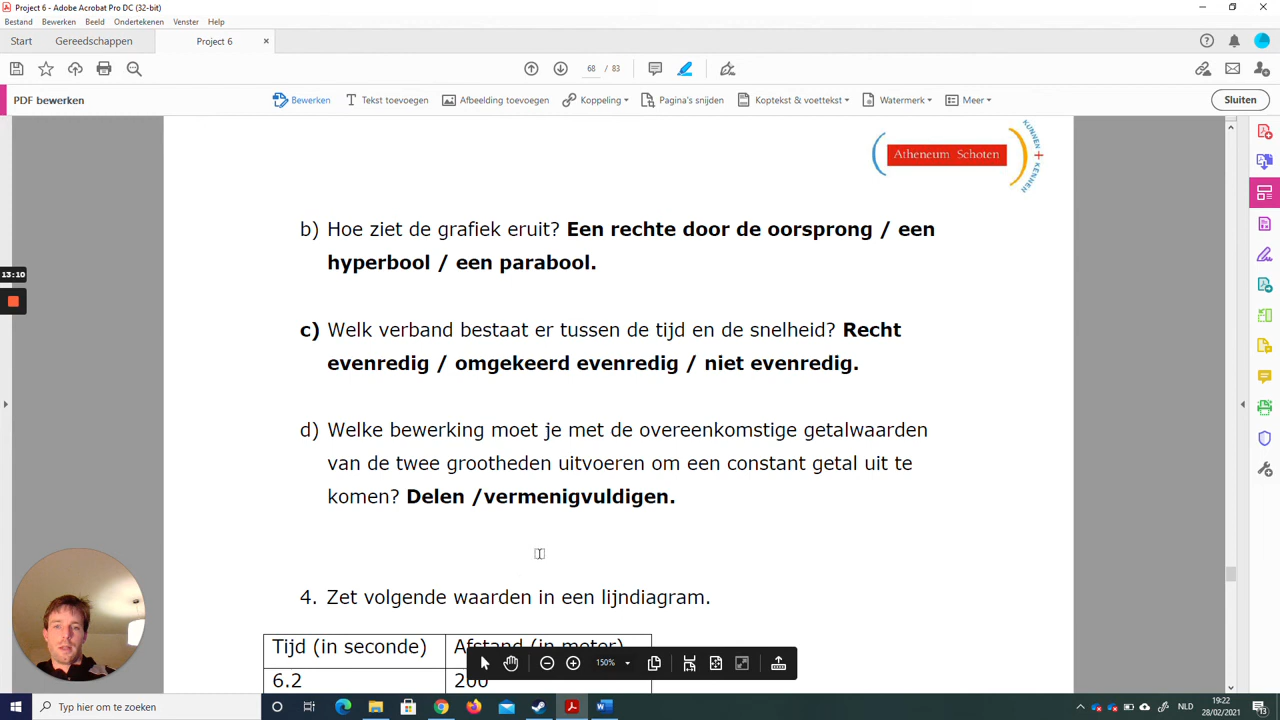 Project 6 - Adobe Acrobat Pro DC (32-bit)
Bestand Bewerken Beeld Ondertekenen Venster Help
Start Gereedschappen Project 6 ×
68 / 83
PDF bewerken Bewerken Tekst toevoegen Afbeelding toevoegen Koppeling Pagina's snijden Koptekst & voettekst Watermerk Meer Sluiten
Atheneum Schoten
KUNNEN + KENNEN
b) Hoe ziet de grafiek eruit? Een rechte door de oorsprong / een
hyperbool / een parabool.
13:10
c) Welk verband bestaat er tussen de tijd en de snelheid? Recht
evenredig / omgekeerd evenredig / niet evenredig.
d) Welke bewerking moet je met de overeenkomstige getalwaarden
van de twee grootheden uitvoeren om een constant getal uit te
komen? Delen /vermenigvuldigen.
4. Zet volgende waarden in een lijndiagram.
Tijd (in seconde) Afstand (in meter)
6.2 200
150%
Typ hier om te zoeken
NLD
19:22
28/02/2021
13